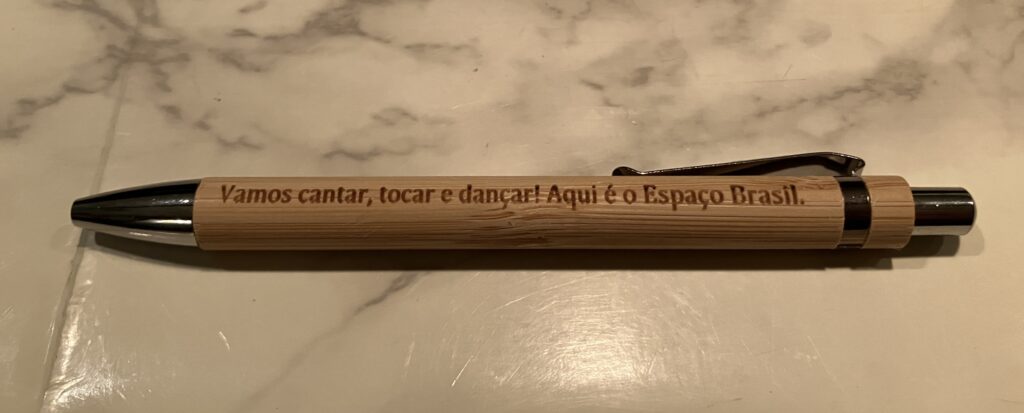 Vamos cantar, tocar e dançar! Aqui é o Espaço Brasil.